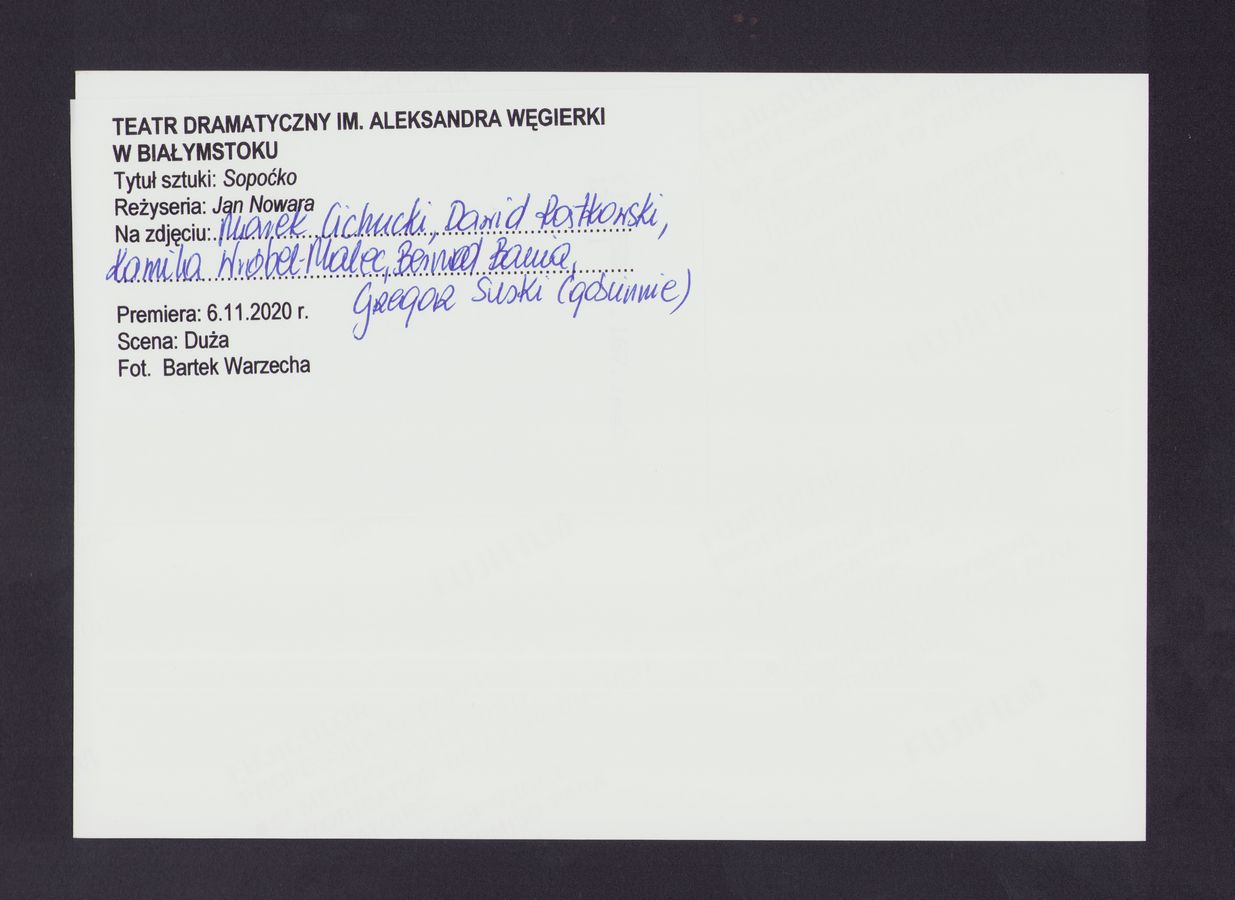 TEATR DRAMATYCZNY IM. ALEKSANDRA WĘGIERKI
W BIAŁYMSTOKU
Tytuł sztuki: Sopoćko
Reżyseria: Jan Nowara
Na zdjęciu: Marek Cichucki, Dawid Rostkowski,
Kamila Wróbel-Malec, Bernard Bania,
Grzegorz Suski (gościnnie)
Premiera: 6.11.2020 r.
Scena: Duża
Fot. Bartek Warzecha